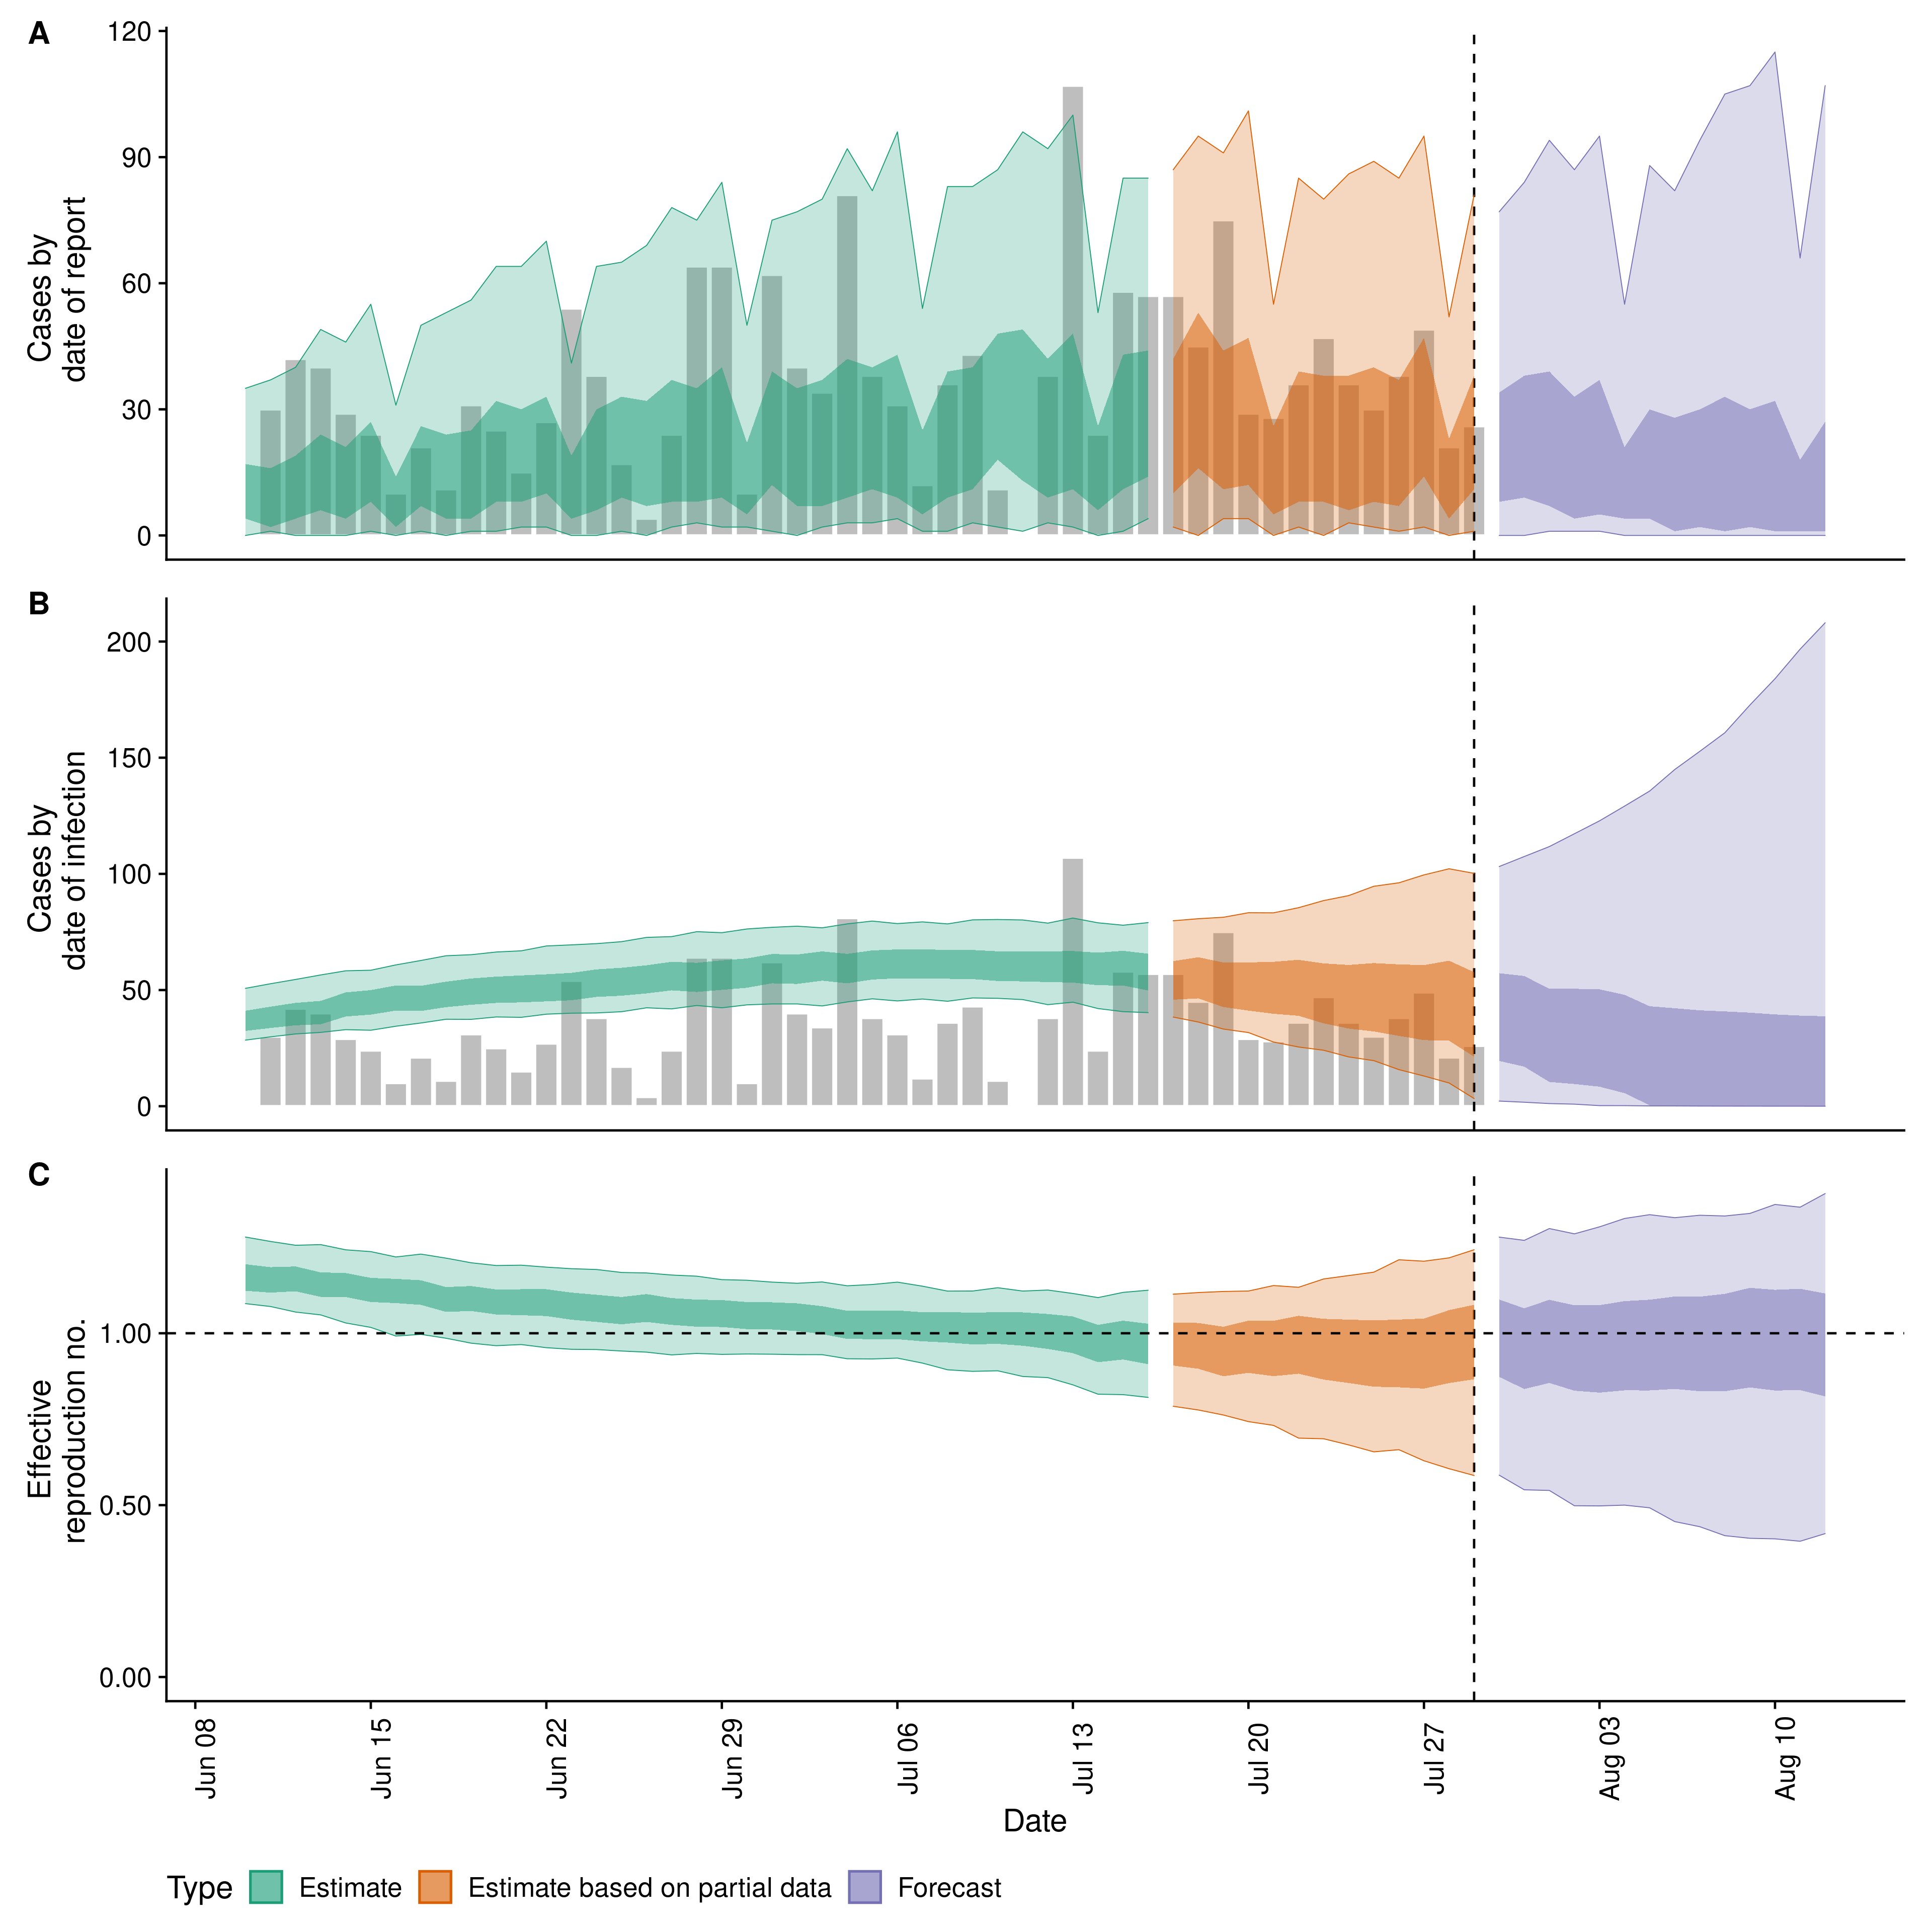 A
Cases by
date of report
120
90
60
30
0
B
Cases by
date of infection
200
150
100
50
0
C
Effective
reproduction no.
1.00
0.50
0.00
Jun 08
Jun 15
Jun 22
Jun 29
Jul 06
Jul 13
Jul 20
Jul 27
Aug 03
Aug 10
Date
Type Estimate Estimate based on partial data Forecast